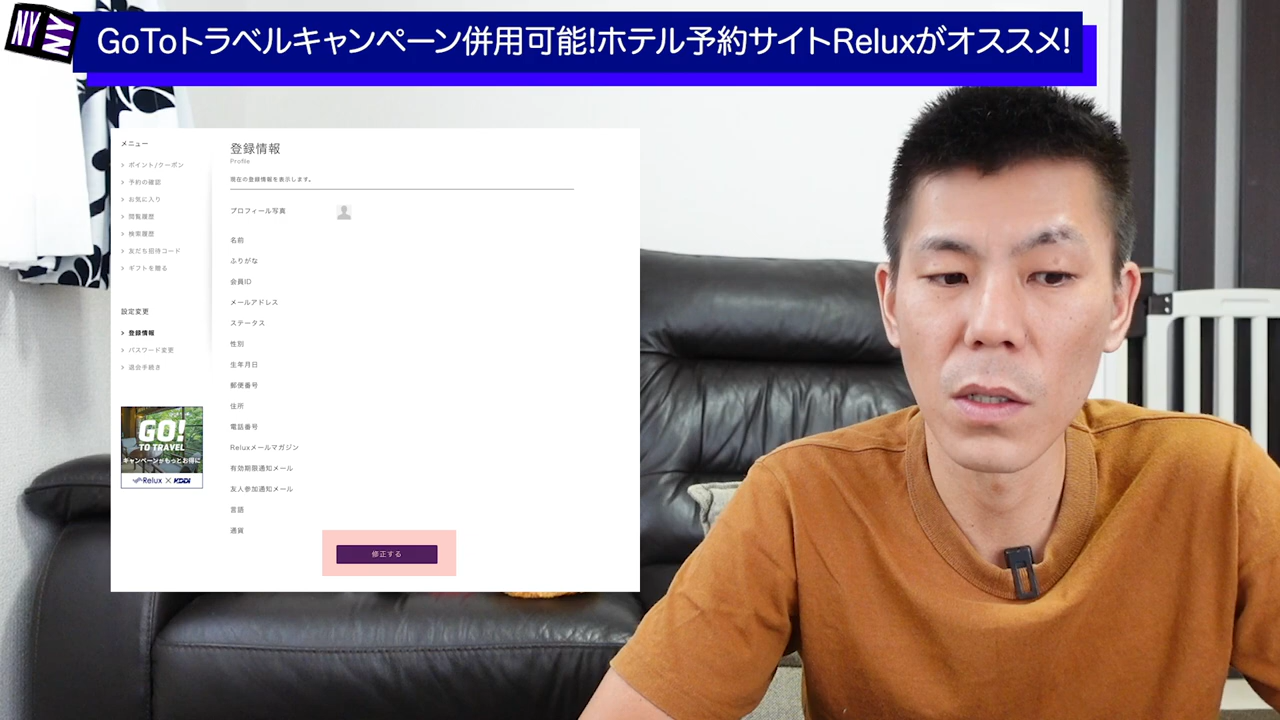 NY NY
GoToトラベルキャンペーン併用可能!ホテル予約サイトReluxがオススメ!
メニュー
ポイント/クーポン
予約の確認
お気に入り
閲覧履歴
検索履歴
友だち招待コード
ギフトを贈る
設定変更
登録情報
パスワード変更
退会手続き
GO!
TO TRAVEL
キャンペーンがもっとお得に
Relux × KDDI
登録情報
Profile
現在の登録情報を表示します。
プロフィール写真
名前
ふりがな
会員ID
メールアドレス
ステータス
性別
生年月日
郵便番号
住所
電話番号
Reluxメールマガジン
有効期限通知メール
友人参加通知メール
言語
通貨
修正する